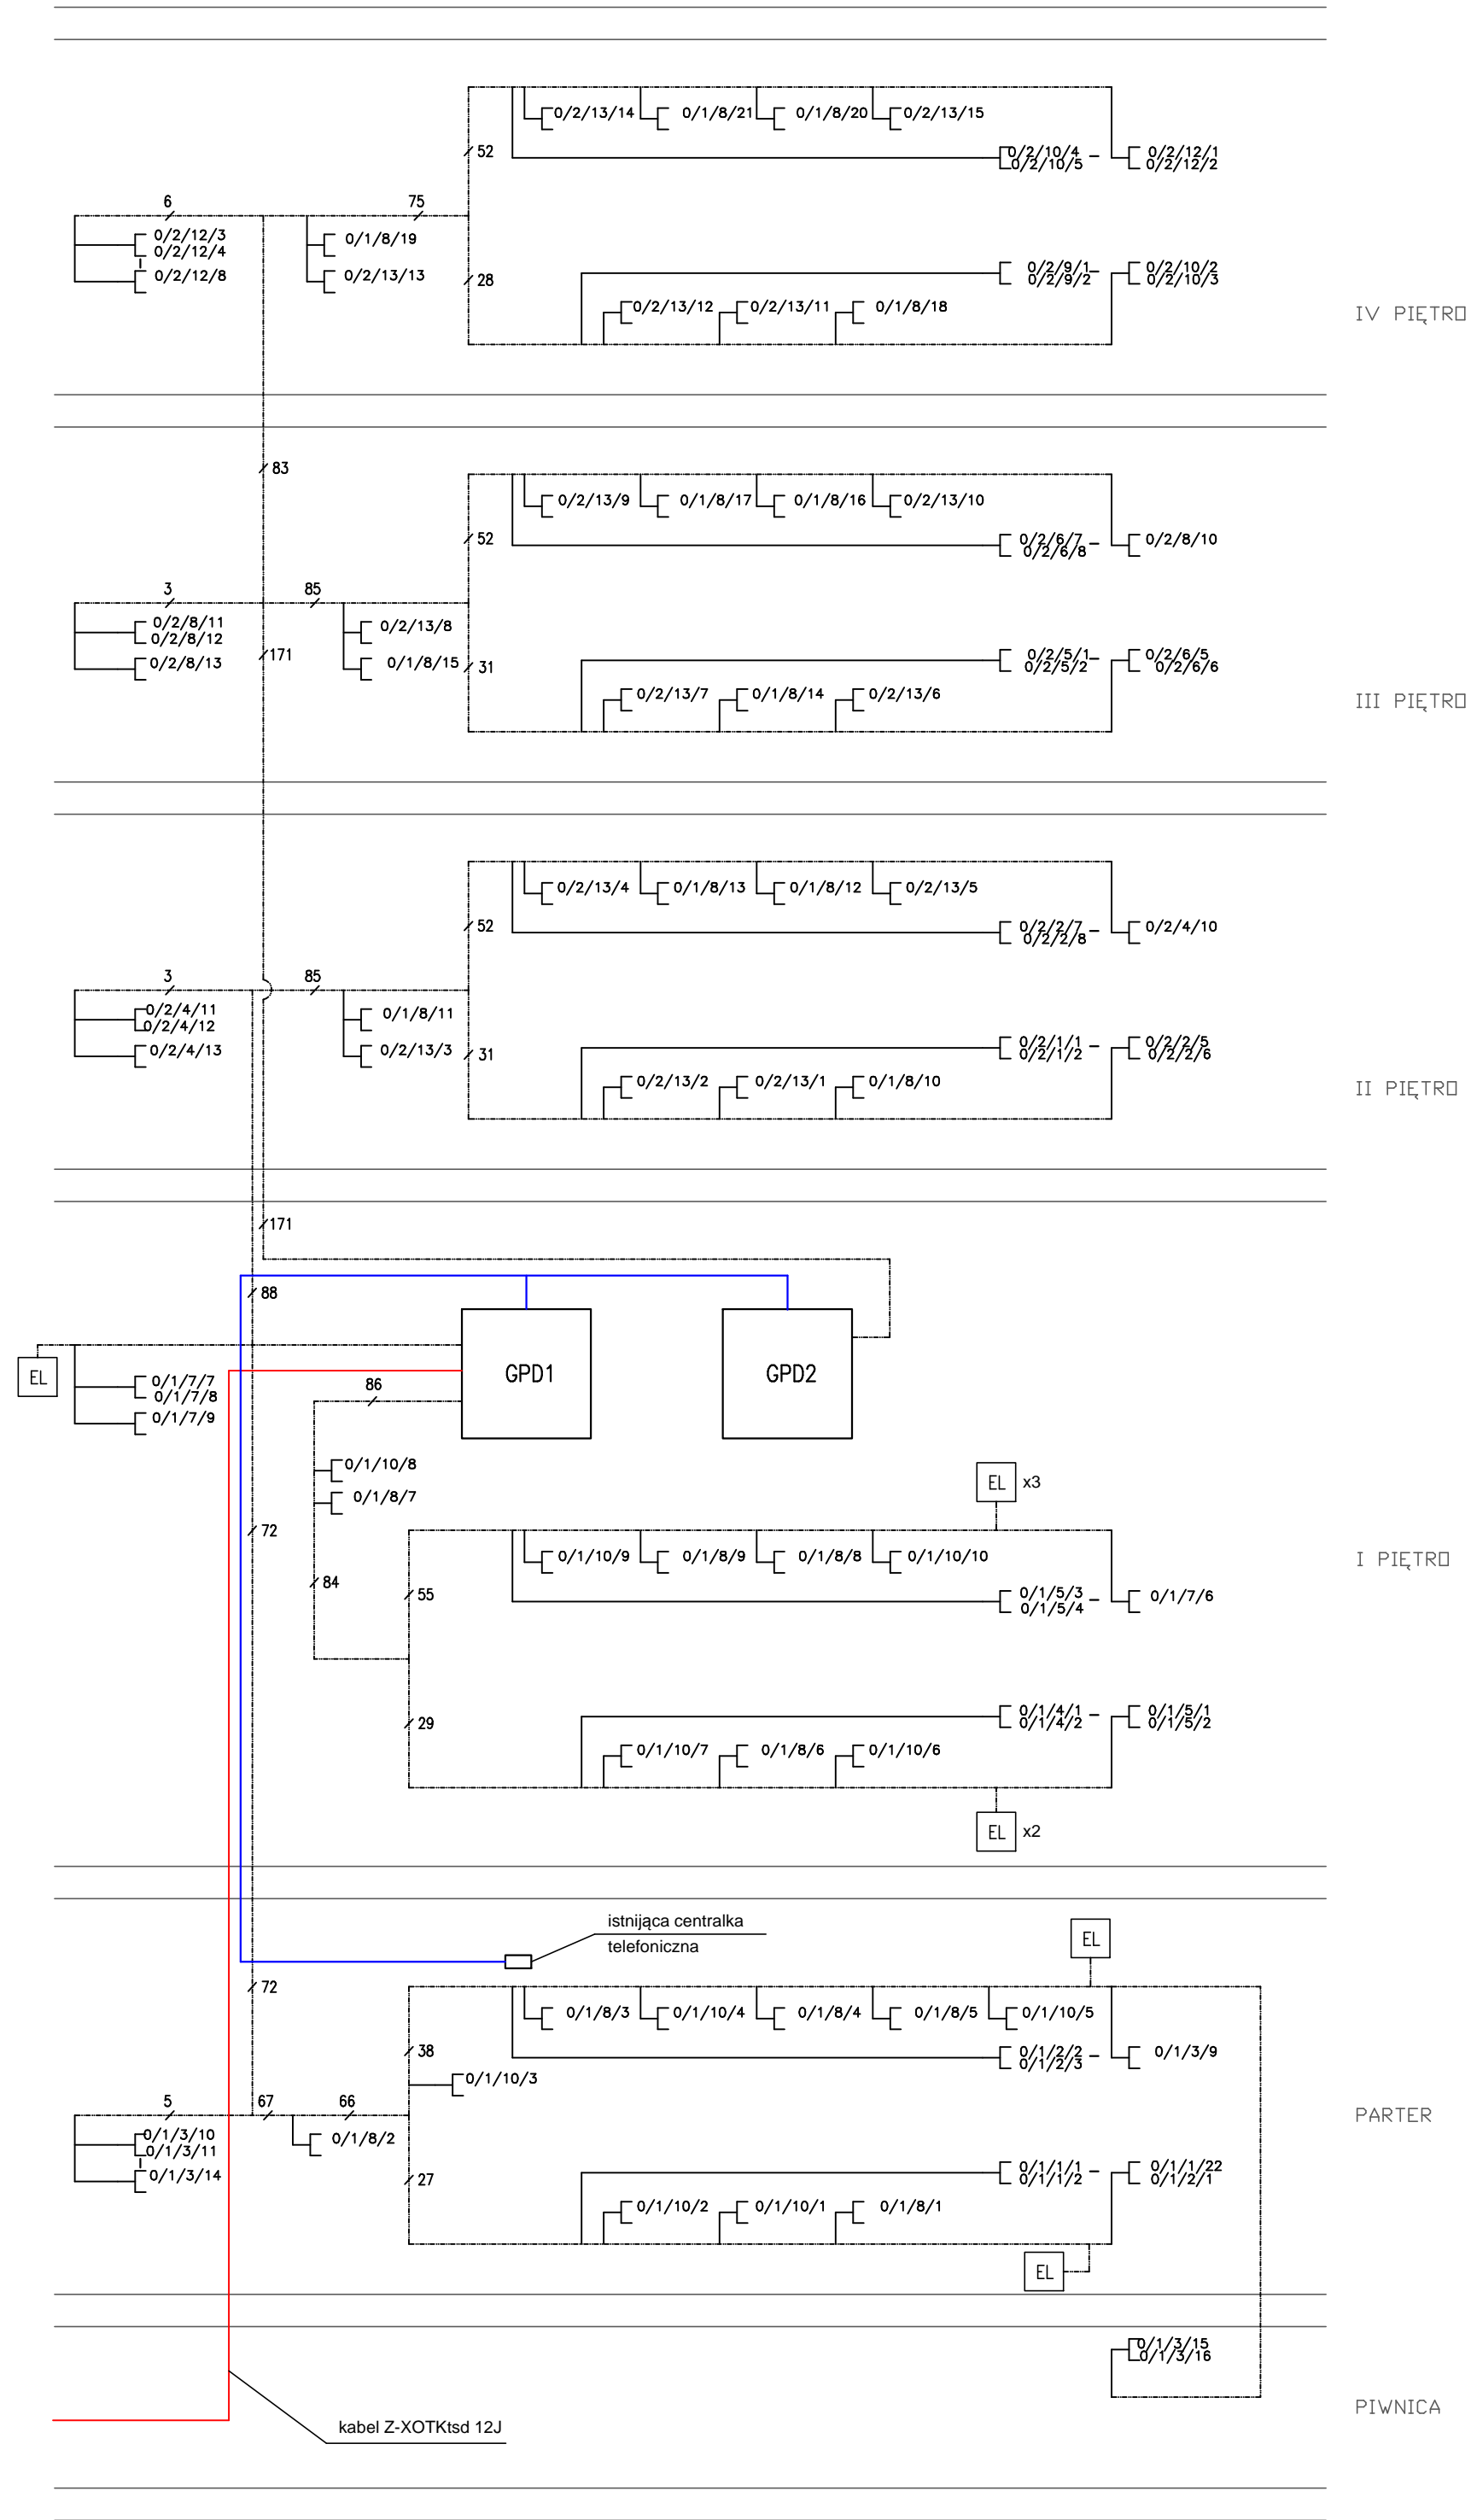 0/2/13/14 0/1/8/21 0/1/8/20 0/2/13/15
52
0/2/10/4 – 0/2/12/1
0/2/10/5 0/2/12/2
6 75
0/2/12/3
0/2/12/4
0/2/12/8
0/1/8/19
0/2/13/13
28
0/2/9/1– 0/2/10/2
0/2/9/2 0/2/10/3
0/2/13/12 0/2/13/11 0/1/8/18
IV PIĘTRO
83
0/2/13/9 0/1/8/17 0/1/8/16 0/2/13/10
52
0/2/6/7 – 0/2/8/10
0/2/6/8
3 85
0/2/8/11
0/2/8/12
0/2/8/13
171
0/2/13/8
0/1/8/15
31
0/2/5/1– 0/2/6/5
0/2/5/2 0/2/6/6
0/2/13/7 0/1/8/14 0/2/13/6
III PIĘTRO
0/2/13/4 0/1/8/13 0/1/8/12 0/2/13/5
52
0/2/2/7 – 0/2/4/10
0/2/2/8
3 85
0/2/4/11
0/2/4/12
0/2/4/13
0/1/8/11
0/2/13/3
31
0/2/1/1 – 0/2/2/5
0/2/1/2 0/2/2/6
0/2/13/2 0/2/13/1 0/1/8/10
II PIĘTRO
171
88
EL
GPD1 GPD2
0/1/7/7
0/1/7/8
0/1/7/9
86
0/1/10/8
0/1/8/7
EL x3
72
84
55
0/1/10/9 0/1/8/9 0/1/8/8 0/1/10/10
I PIĘTRO
0/1/5/3 – 0/1/7/6
0/1/5/4
29
0/1/4/1 – 0/1/5/1
0/1/4/2 0/1/5/2
0/1/10/7 0/1/8/6 0/1/10/6
EL x2
istnijąca centralka
telefoniczna
EL
72
0/1/8/3 0/1/10/4 0/1/8/4 0/1/8/5 0/1/10/5
38
0/1/2/2 – 0/1/3/9
0/1/2/3
0/1/10/3
5 67 66
0/1/3/10
0/1/3/11
0/1/3/14
0/1/8/2
PARTER
27
0/1/1/1 – 0/1/1/22
0/1/1/2 0/1/2/1
0/1/10/2 0/1/10/1 0/1/8/1
EL
0/1/3/15
0/1/3/16
PIWNICA
kabel Z-XOTKtsd 12J